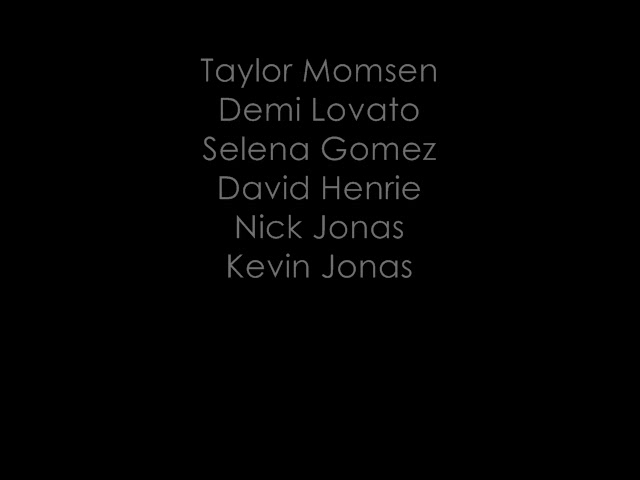 Taylor Momsen
Demi Lovato
Selena Gomez
David Henrie
Nick Jonas
Kevin Jonas